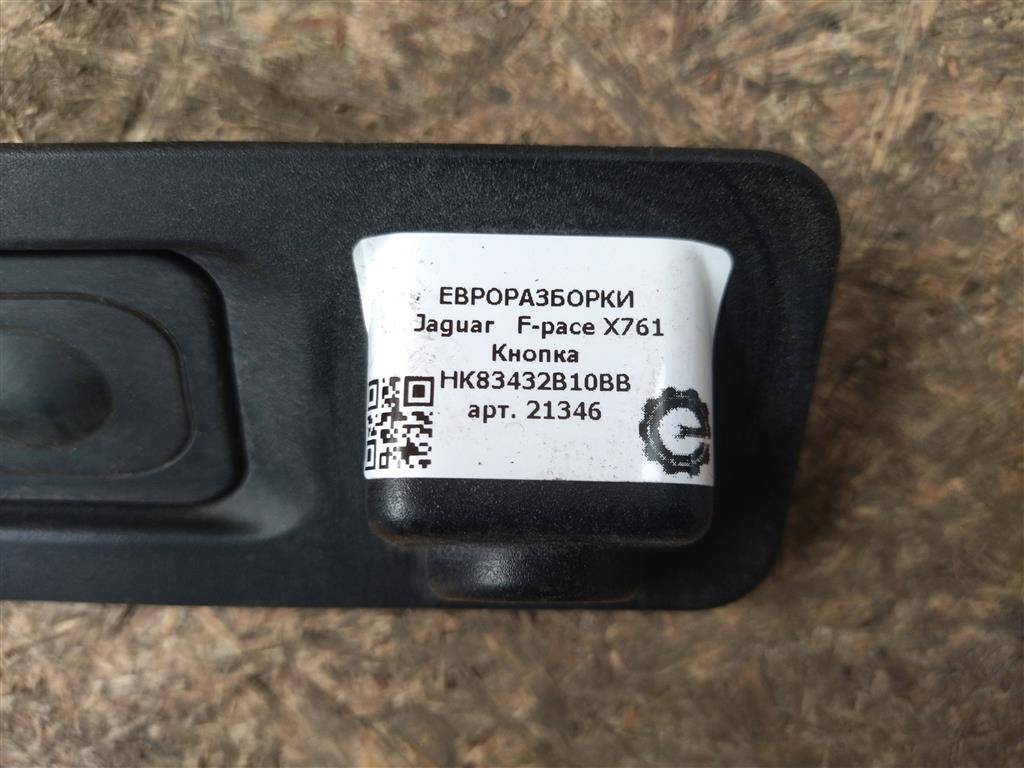 ЕВРОРАЗБОРКИ
Jaguar F-pace X761
Кнопка
HK83432B10BB
арт. 21346